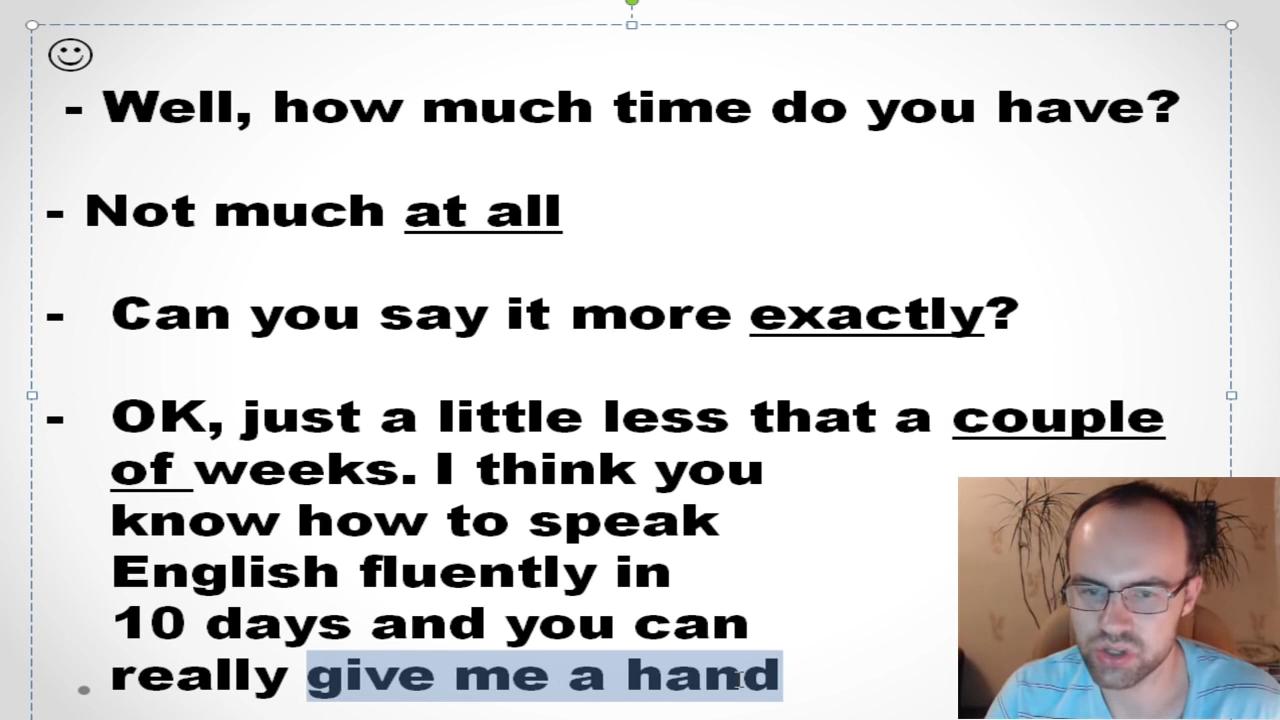 - Well, how much time do you have?
- Not much at all
- Can you say it more exactly?
- OK, just a little less that a couple
of weeks. I think you
know how to speak
English fluently in
10 days and you can
really give me a hand